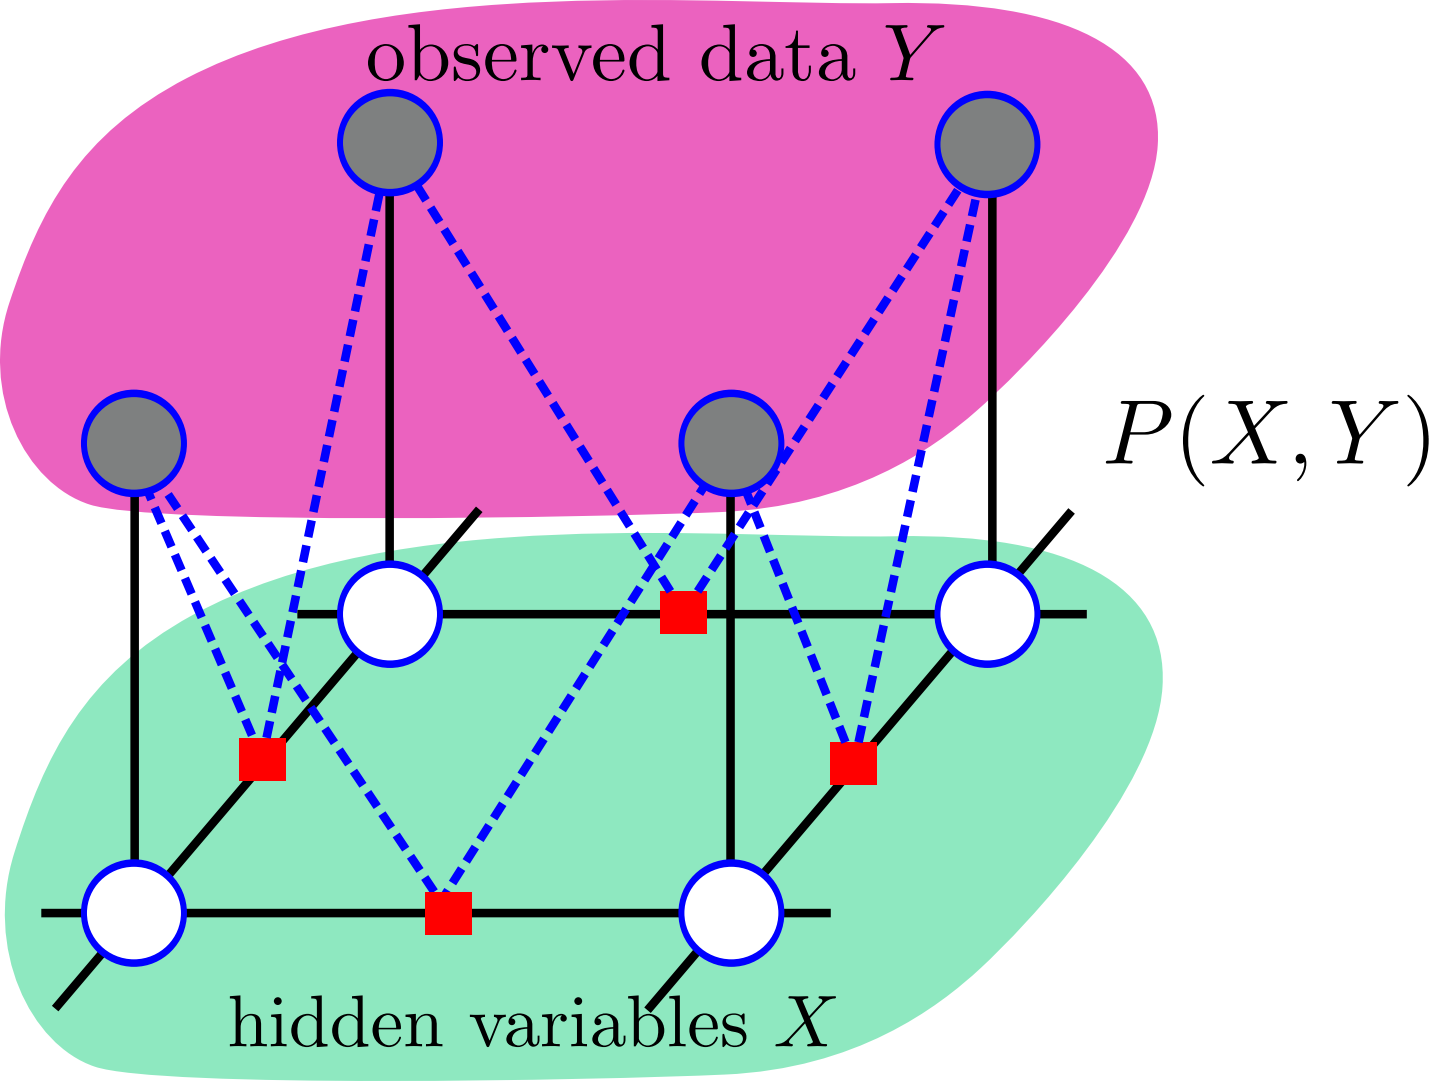 observed data Y
P(X, Y)
hidden variables X